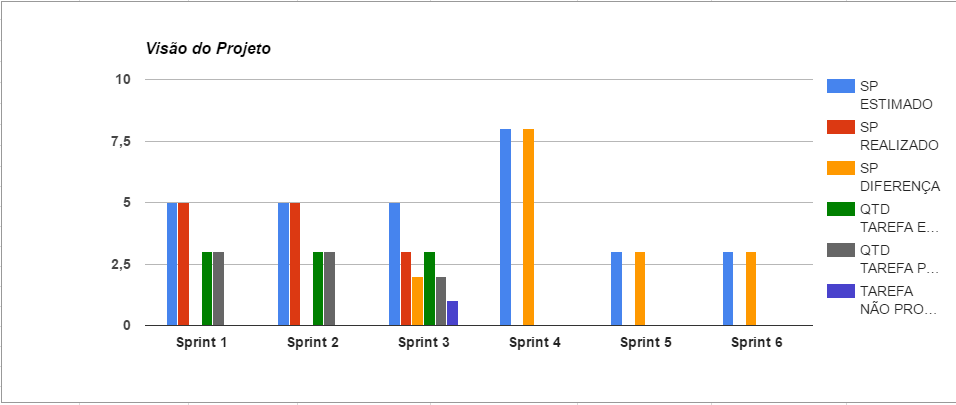 Visão do Projeto
10
7,5
5
2,5
0
Sprint 1
Sprint 2
Sprint 3
Sprint 4
Sprint 5
Sprint 6
SP
ESTIMADO
SP
REALIZADO
SP
DIFERENÇA
QTD
TAREFA E...
QTD
TAREFA P...
TAREFA
NÃO PRO...